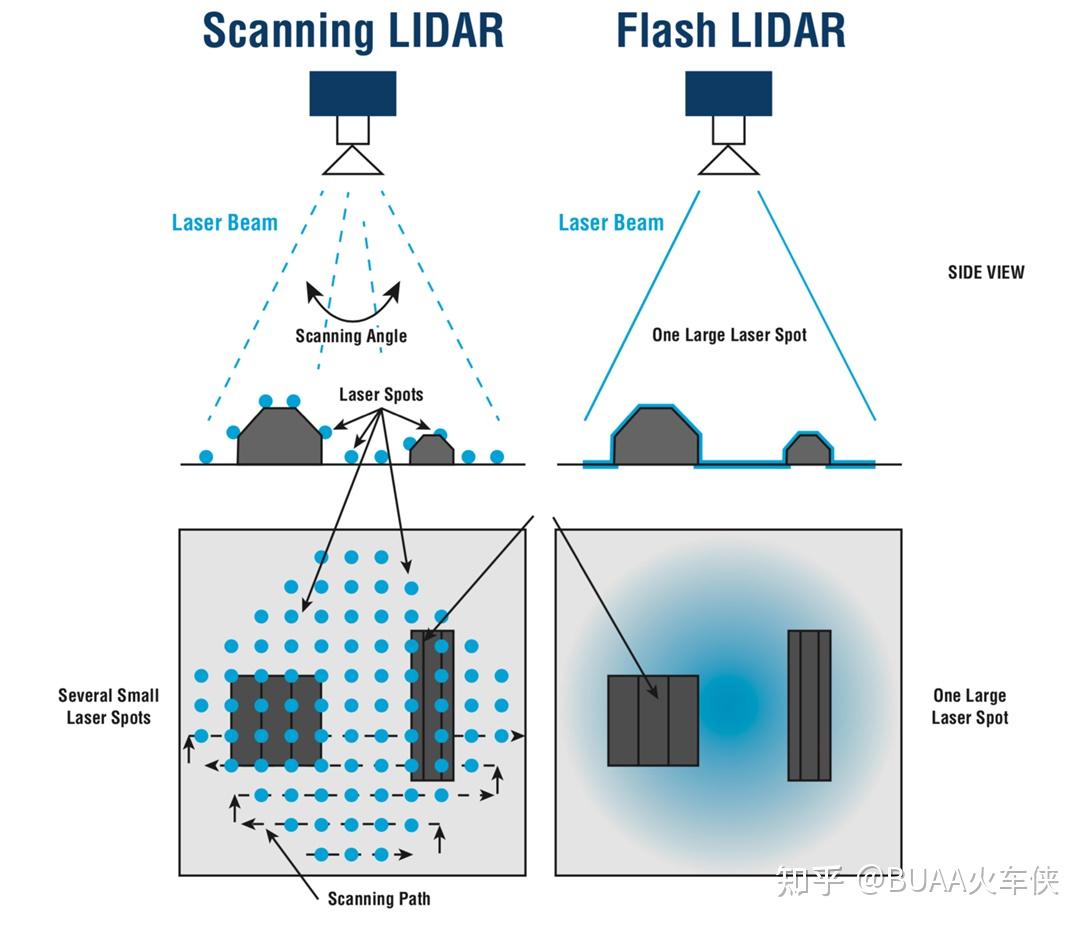 Scanning LIDAR
Flash LIDAR
Laser Beam
Laser Beam
SIDE VIEW
Scanning Angle
One Large Laser Spot
Laser Spots
Several Small
Laser Spots
One Large
Laser Spot
Scanning Path
知乎 @BUAA火车侠